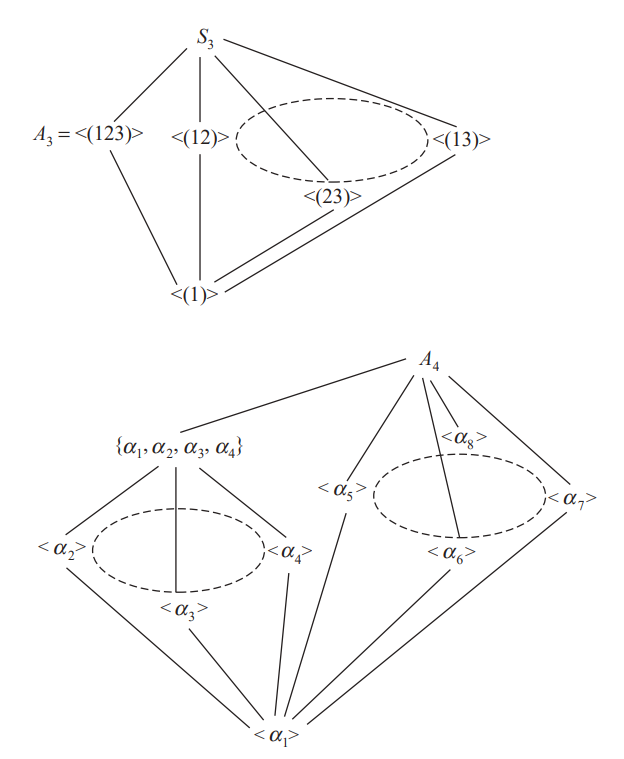 S₃
A₃ = <(123)> <(12)> <(13)>
<(23)>
<(1)>
A₄
{α₁, α₂, α₃, α₄} <α₈>
<α₅> <α₇>
<α₂> <α₄> <α₆>
<α₃>
<α₁>